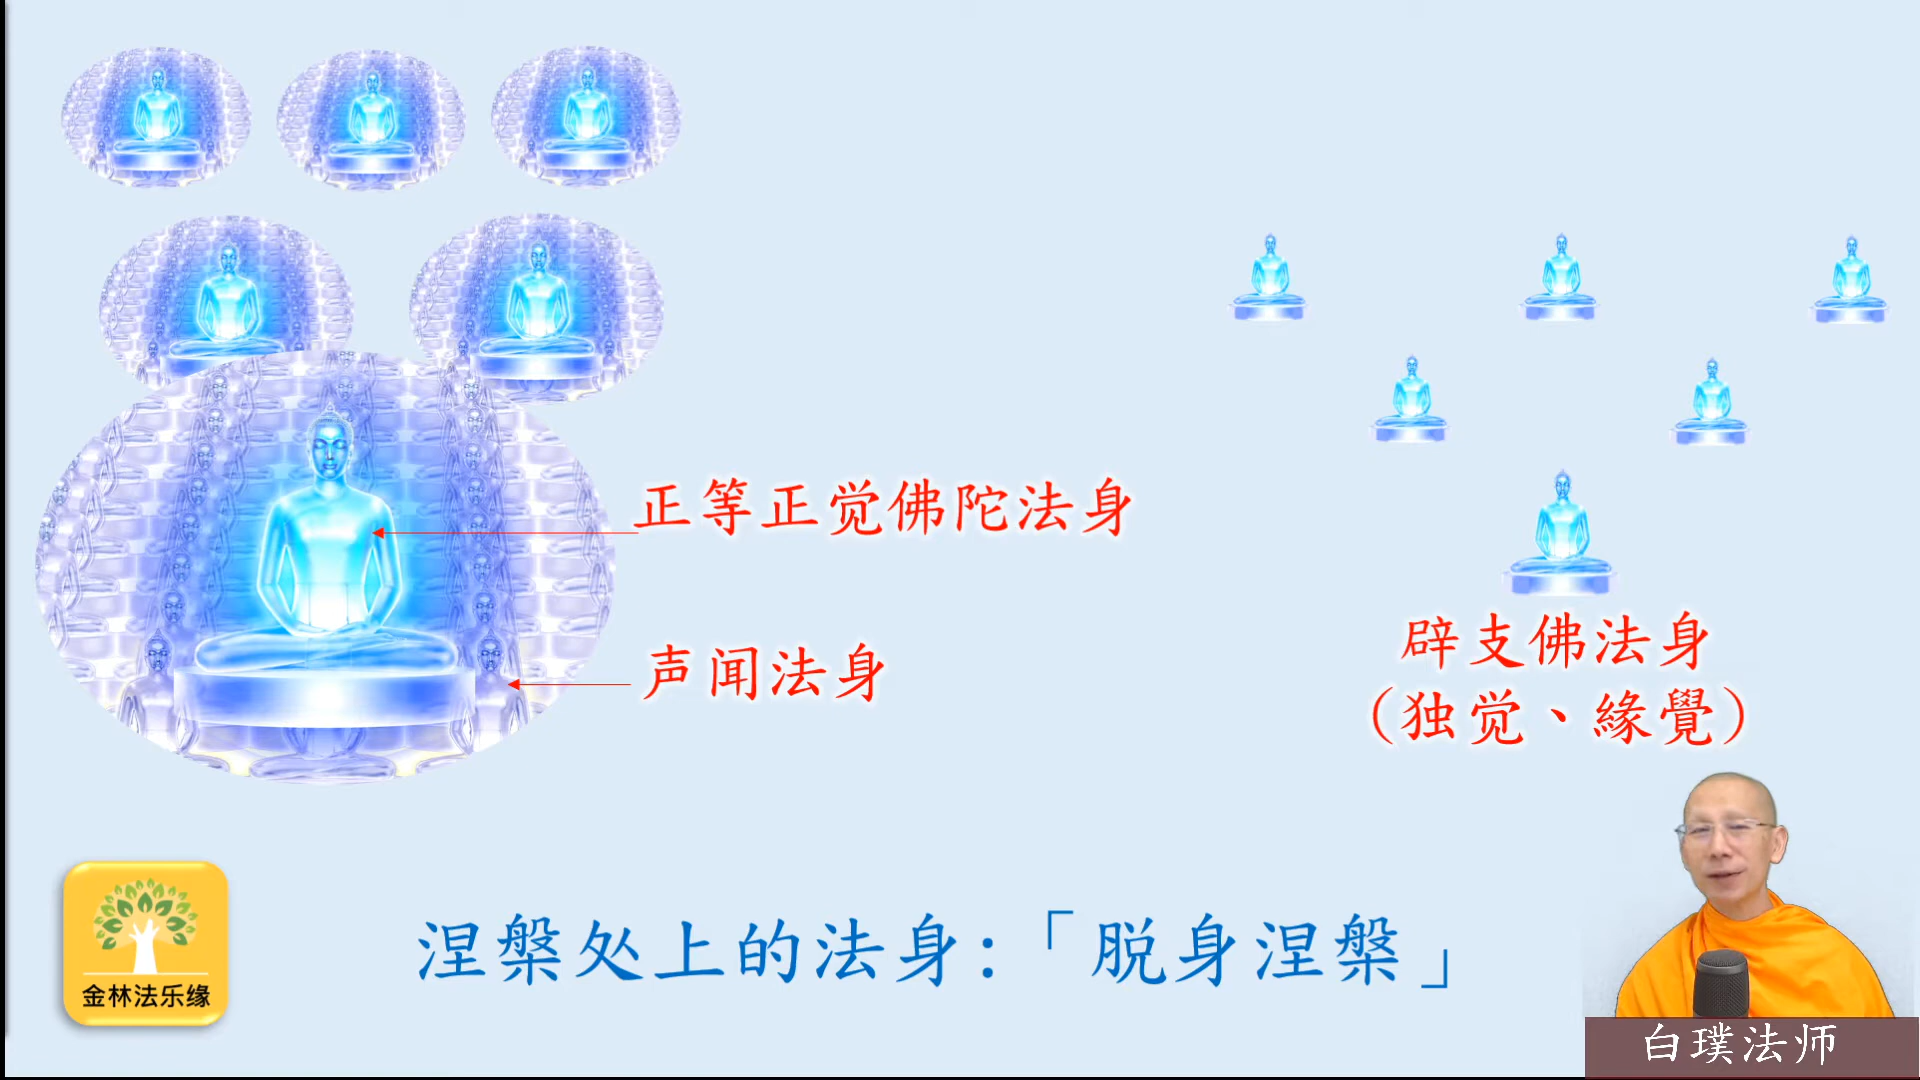 正等正觉佛陀法身
声闻法身
辟支佛法身
（独觉、緣覺）
金林法乐缘
涅槃处上的法身：「脱身涅槃」
白璞法师